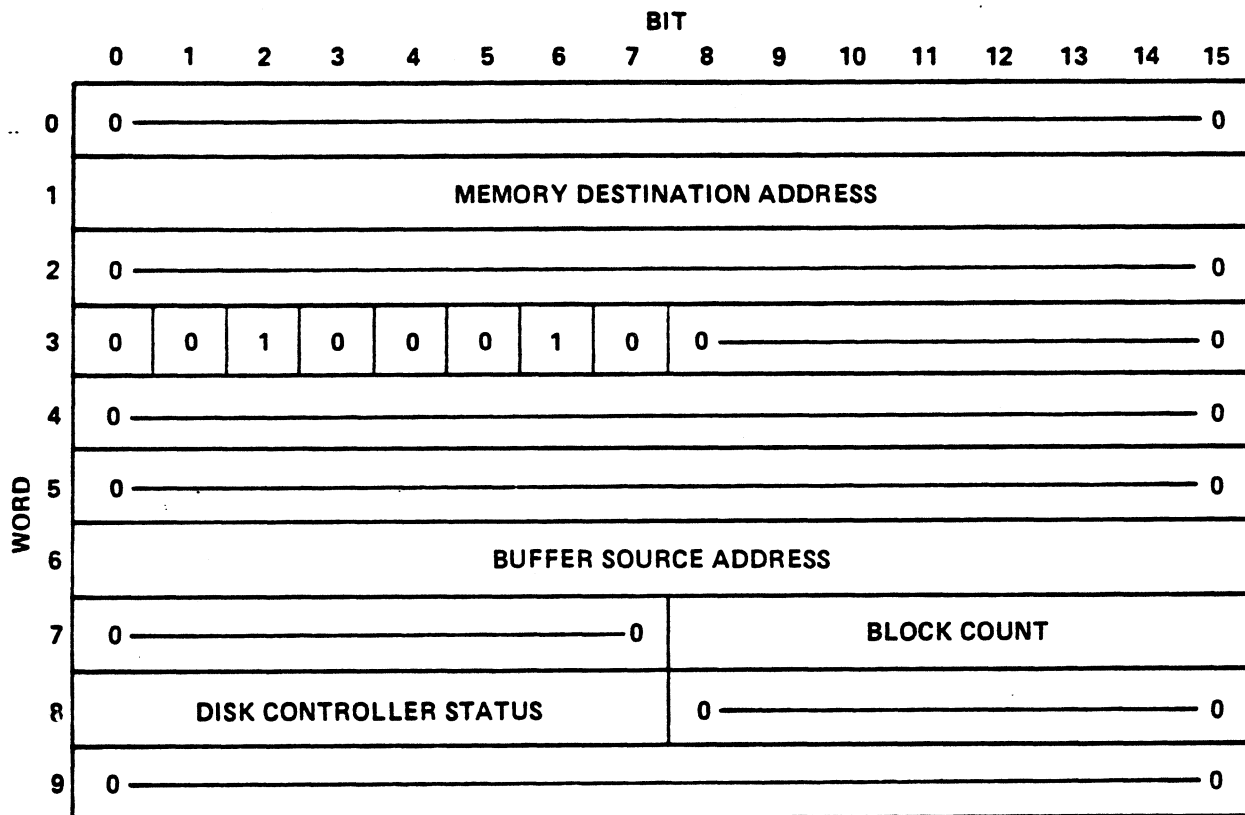 BIT
0 1 2 3 4 5 6 7 8 9 10 11 12 13 14 15
0 0 0
1 MEMORY DESTINATION ADDRESS
2 0 0
3 0 0 1 0 0 0 1 0 0 0
4 0 0
5 0 0
WORD
6 BUFFER SOURCE ADDRESS
7 0 0 BLOCK COUNT
8 DISK CONTROLLER STATUS 0 0
9 0 0